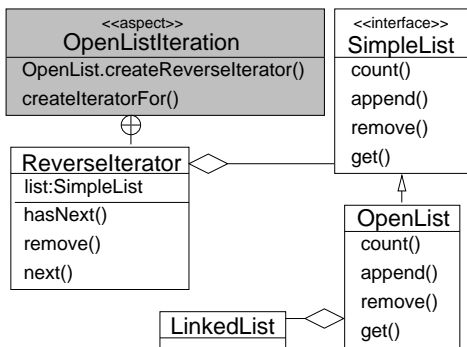 <<aspect>>
OpenListIteration
OpenList.createReverseIterator()
createIteratorFor()
<<interface>>
SimpleList
count()
append()
remove()
get()
ReverseIterator
list:SimpleList
hasNext()
remove()
next()
OpenList
count()
append()
remove()
get()
LinkedList